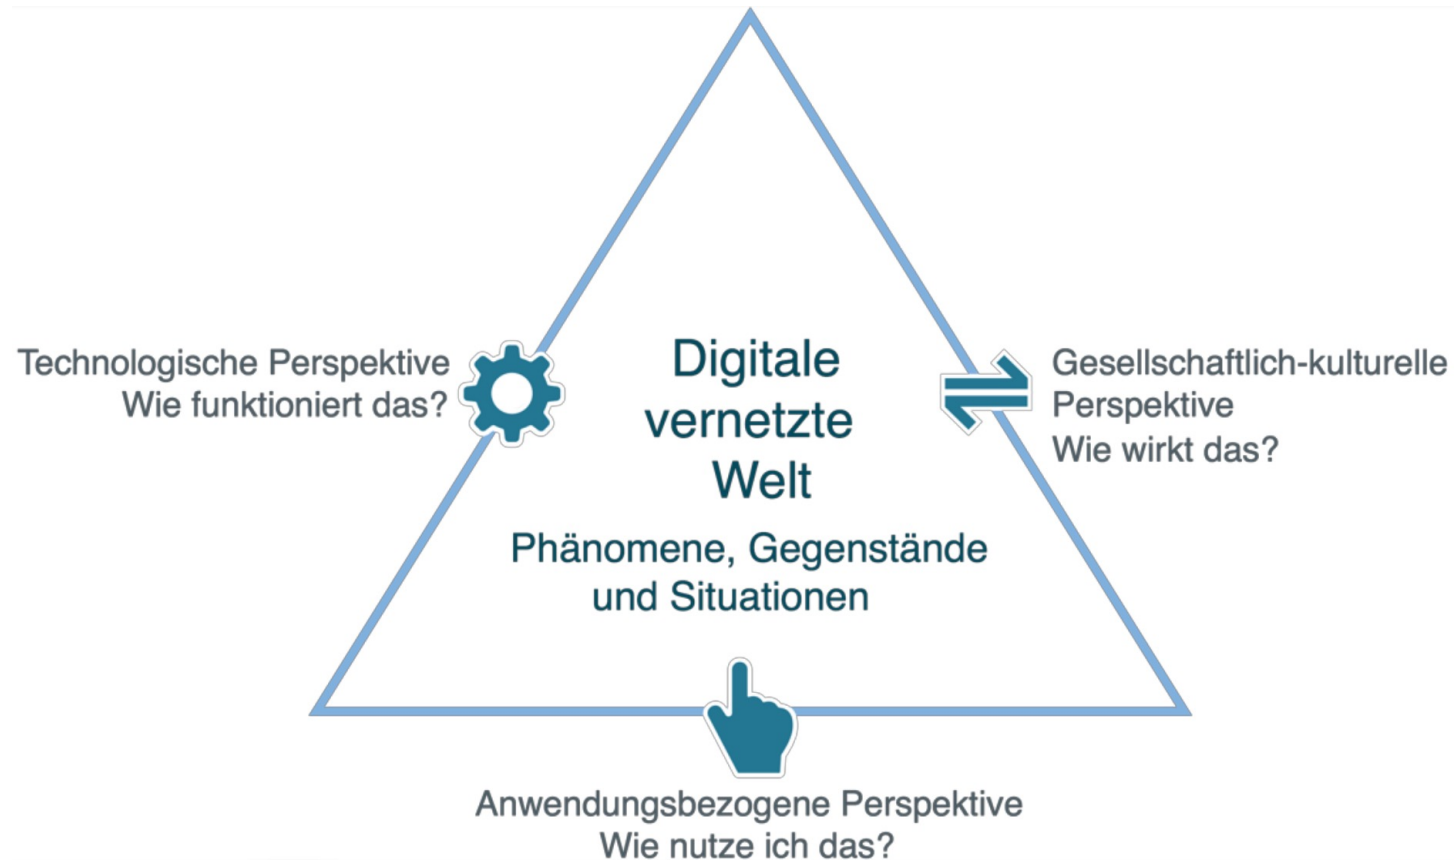 Technologische Perspektive
Wie funktioniert das?
Digitale
vernetzte
Welt
Phänomene, Gegenstände
und Situationen
Gesellschaftlich-kulturelle
Perspektive
Wie wirkt das?
Anwendungsbezogene Perspektive
Wie nutze ich das?